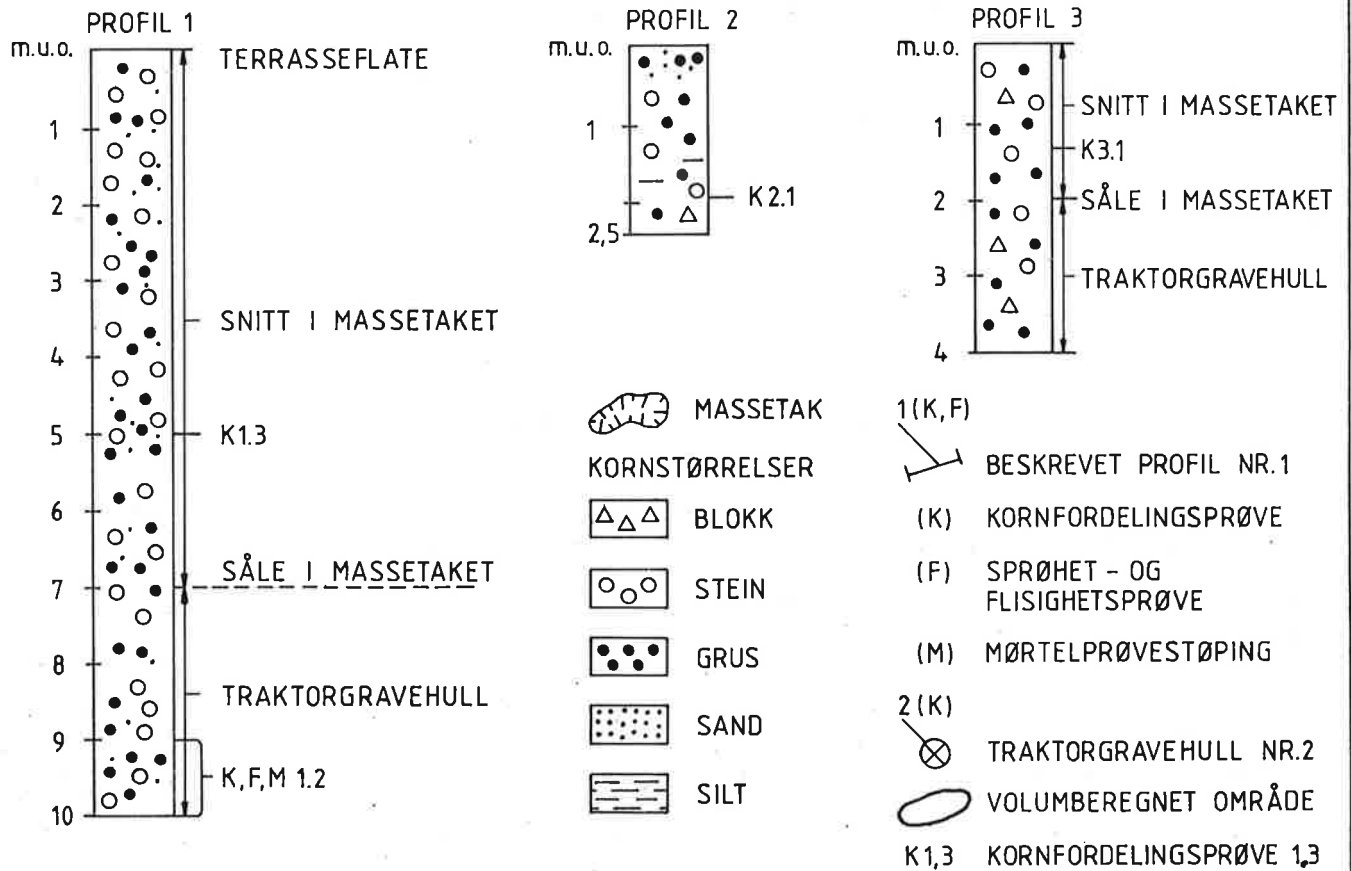 PROFIL 1
m.u.o.
TERRASSEFLATE
1
2
3
SNITT I MASSETAKET
4
5
K1.3
6
SÅLE I MASSETAKET
7
8
TRAKTORGRAVEHULL
9
K,F,M 1.2
10
PROFIL 2
m.u.o.
1
K 2.1
2,5
PROFIL 3
m.u.o.
SNITT I MASSETAKET
1
K3.1
2
SÅLE I MASSETAKET
3
TRAKTORGRAVEHULL
4
MASSETAK
KORNSTØRRELSER
BLOKK
STEIN
GRUS
SAND
SILT
1(K,F)
BESKREVET PROFIL NR.1
(K) KORNFORDELINGSPRØVE
(F) SPRØHET - OG
FLISIGHETSPRØVE
(M) MØRTELPRØVESTØPING
2(K)
TRAKTORGRAVEHULL NR.2
VOLUMBEREGNET OMRÅDE
K1,3 KORNFORDELINGSPRØVE 1,3